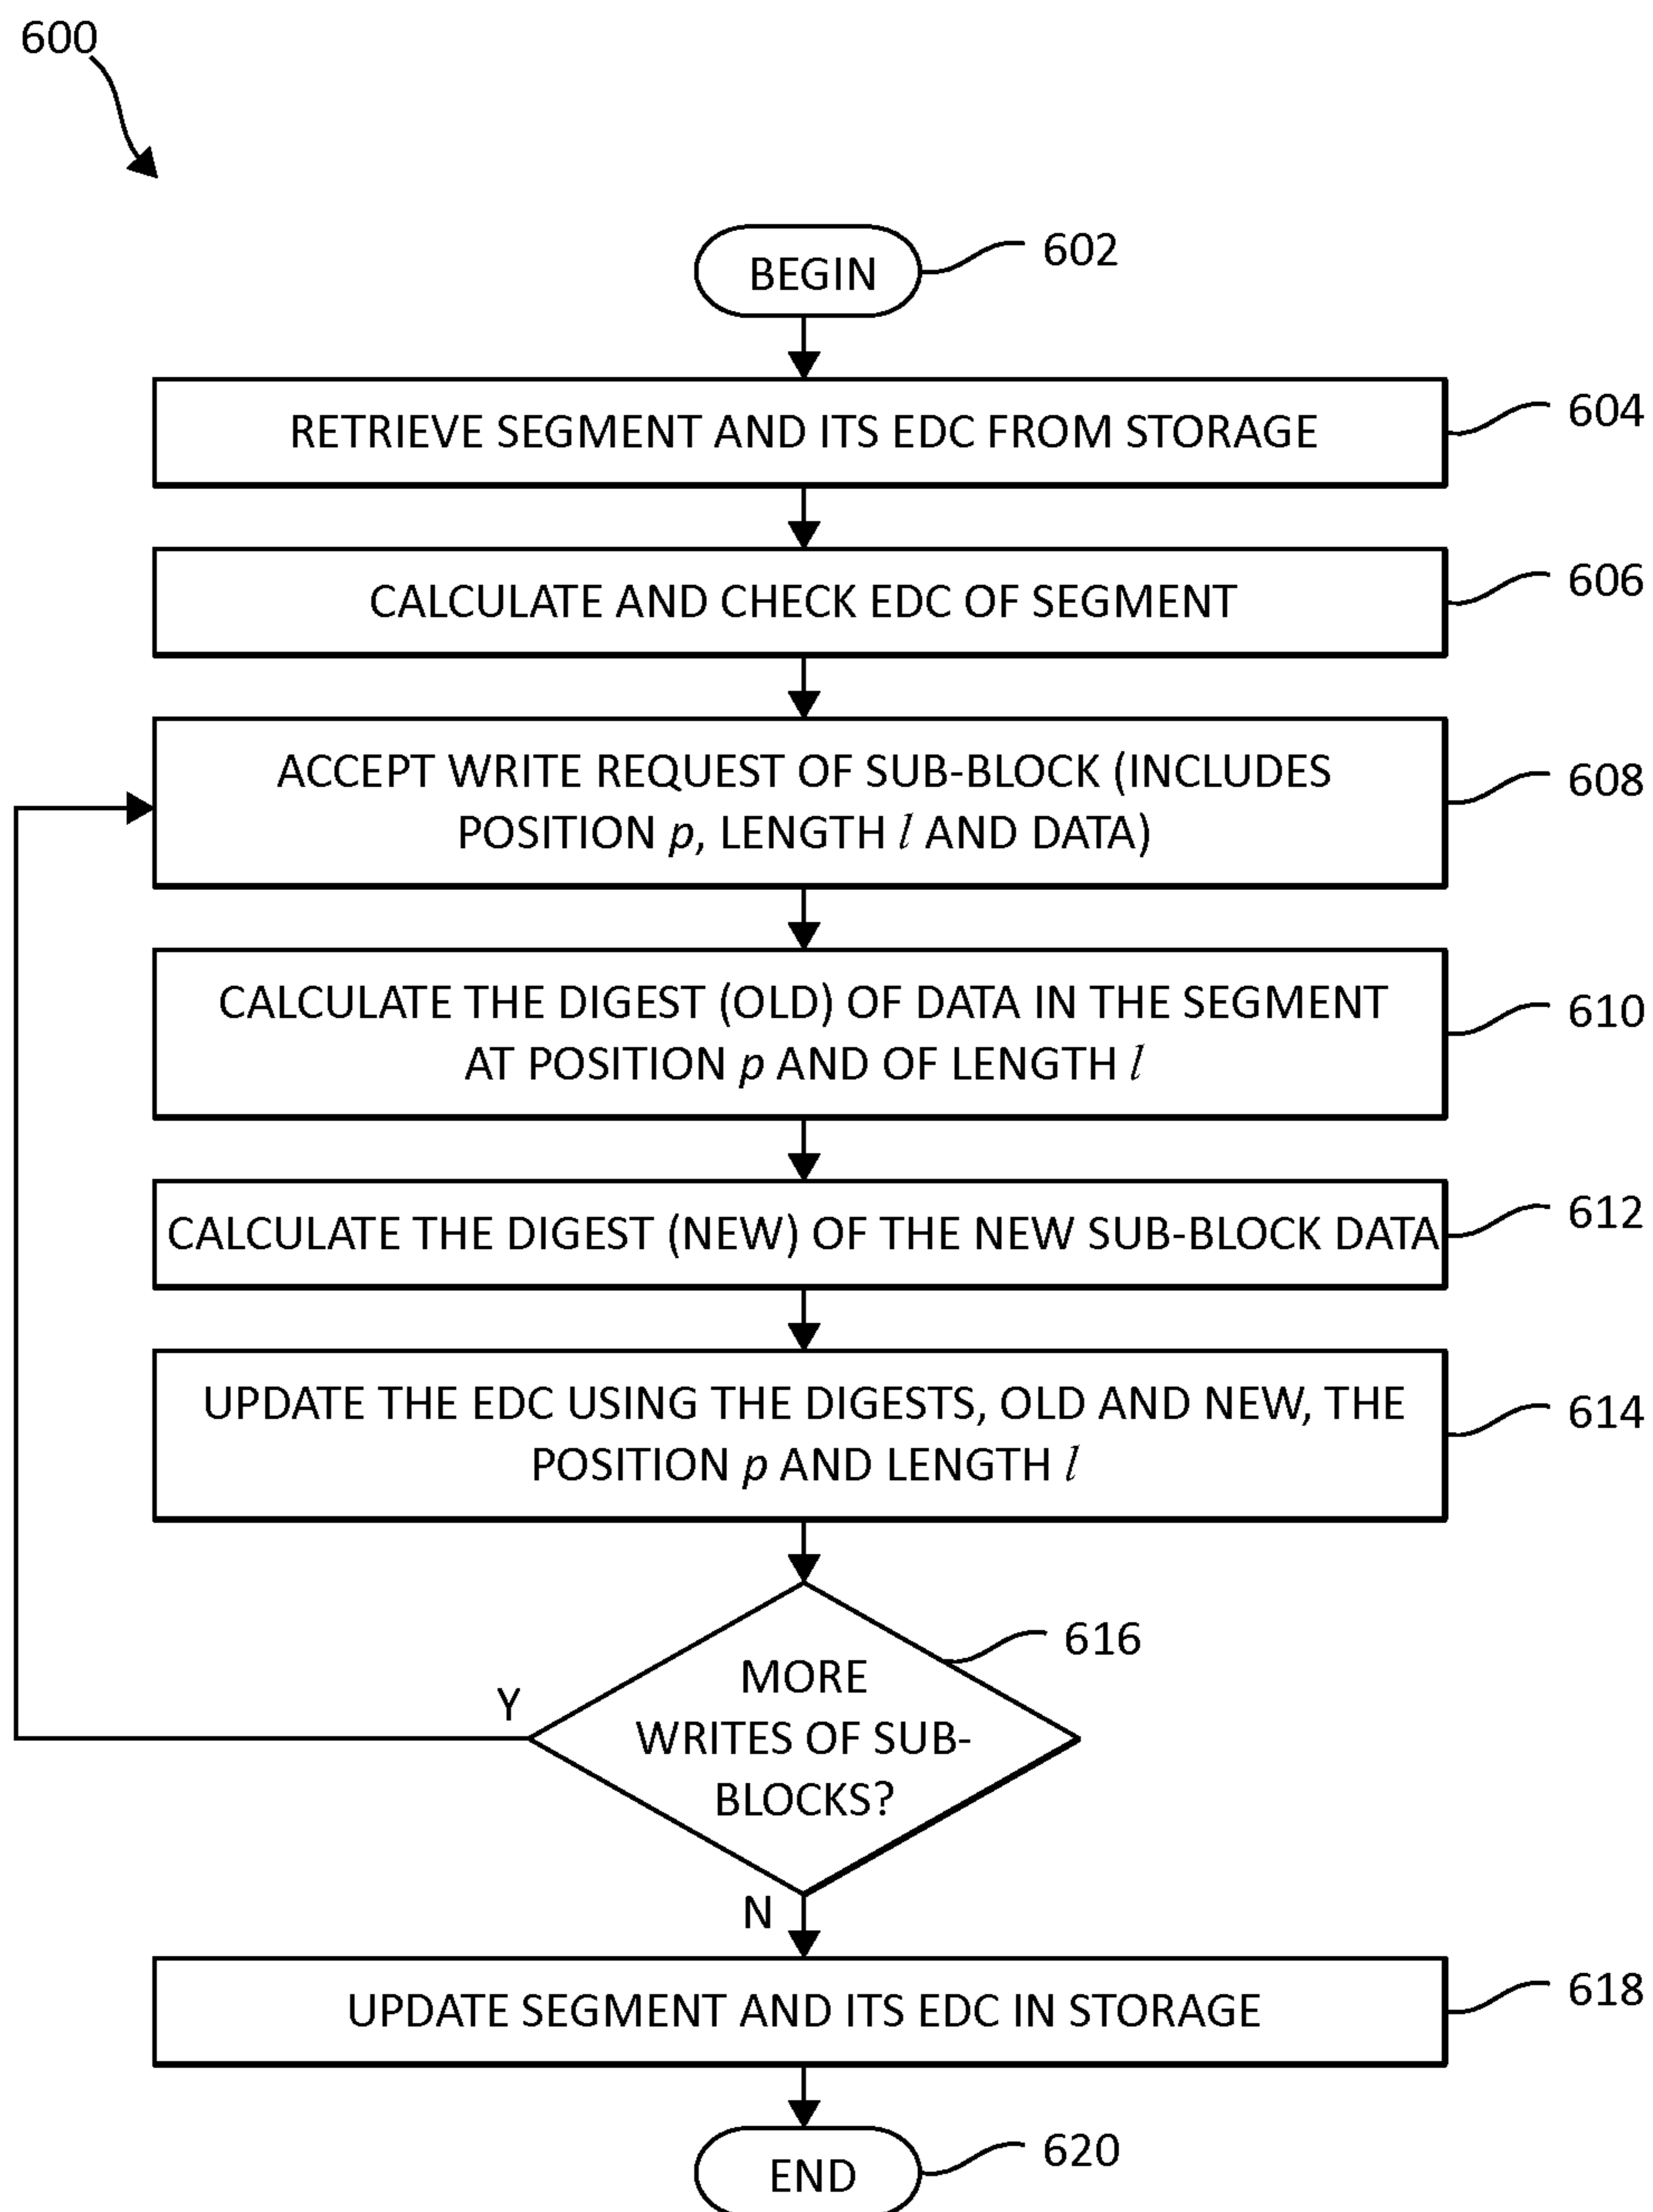 600
BEGIN
602
RETRIEVE SEGMENT AND ITS EDC FROM STORAGE
604
CALCULATE AND CHECK EDC OF SEGMENT
606
ACCEPT WRITE REQUEST OF SUB-BLOCK (INCLUDES
POSITION p, LENGTH l AND DATA)
608
CALCULATE THE DIGEST (OLD) OF DATA IN THE SEGMENT
AT POSITION p AND OF LENGTH l
610
CALCULATE THE DIGEST (NEW) OF THE NEW SUB-BLOCK DATA
612
UPDATE THE EDC USING THE DIGESTS, OLD AND NEW, THE
POSITION p AND LENGTH l
614
MORE
WRITES OF SUB-
BLOCKS?
616
Y
N
UPDATE SEGMENT AND ITS EDC IN STORAGE
618
END
620